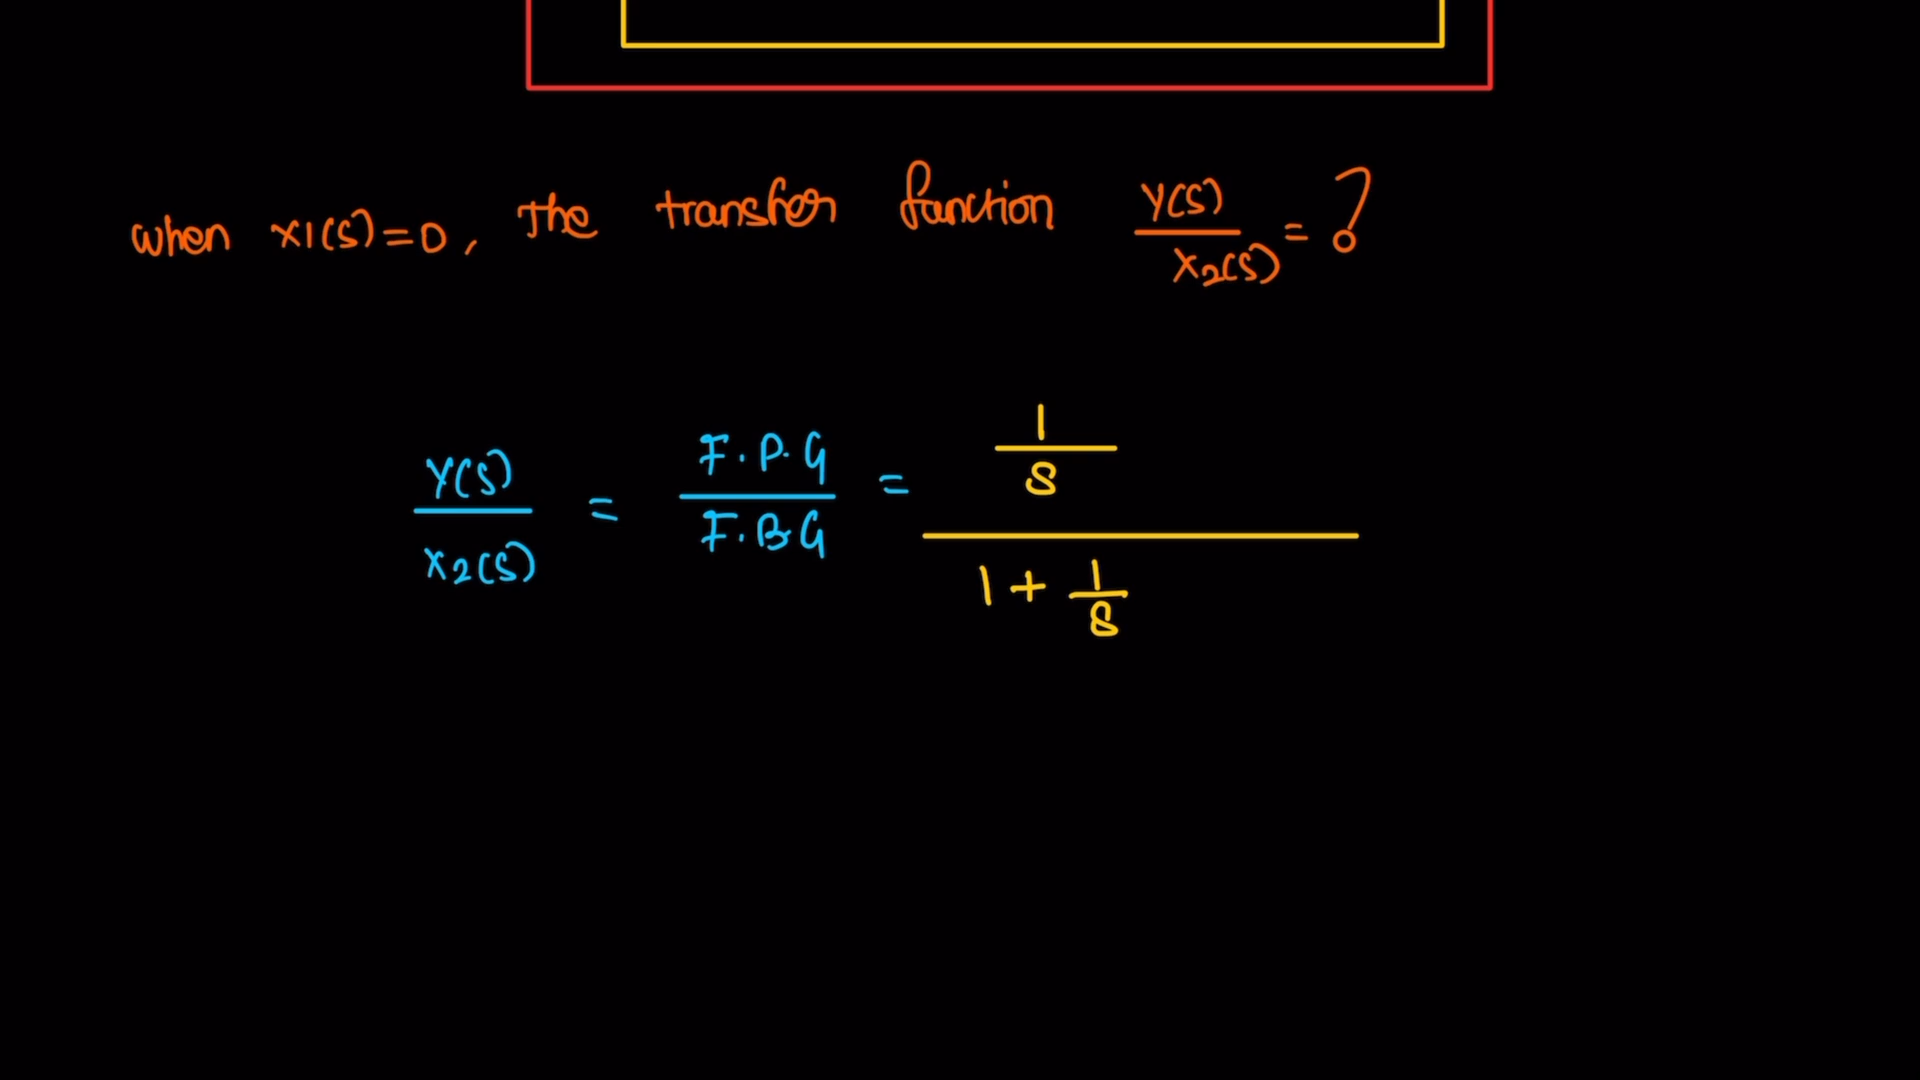 when x1(s)=0, The transfer function Y(s)/X2(s) = ?
Y(s)/X2(s) = F.P.G/F.B.G = (1/s)/(1 + 1/s)